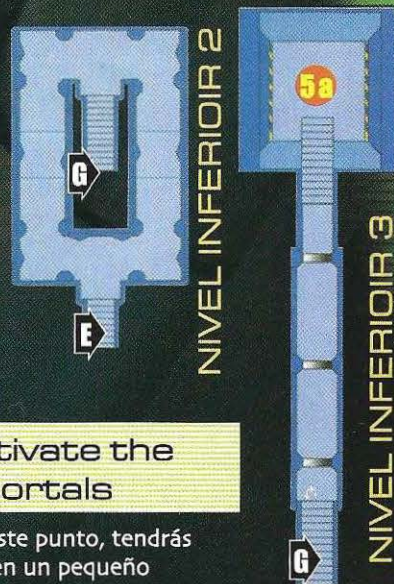 NIVEL INFERIOIR 2
G
E
5a
NIVEL INFERIOIR 3
G
tivate the
ortals
ste punto, tendrás
en un pequeño